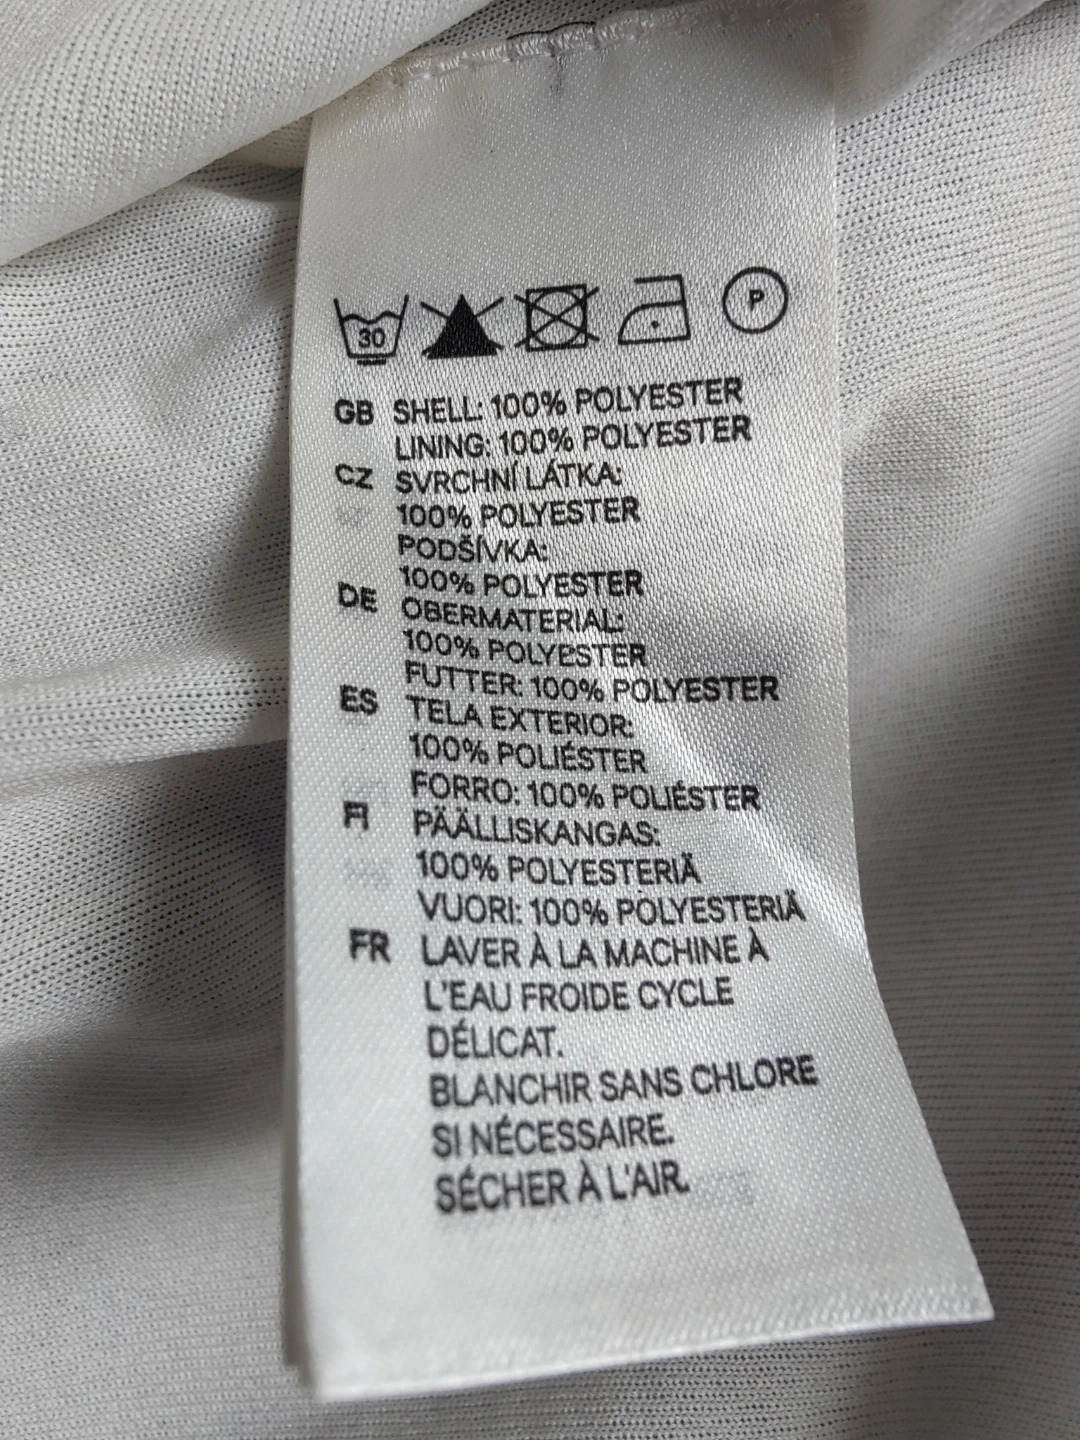 30 P
GB SHELL: 100% POLYESTER
LINING: 100% POLYESTER
CZ SVRCHNÍ LÁTKA:
100% POLYESTER
PODŠÍVKA:
100% POLYESTER
DE OBERMATERIAL:
100% POLYESTER
FUTTER: 100% POLYESTER
ES TELA EXTERIOR:
100% POLIÉSTER
FORRO: 100% POLIÉSTER
FI PÄÄLLISKANGAS:
100% POLYESTERIÄ
VUORI: 100% POLYESTERIÄ
FR LAVER À LA MACHINE À
L'EAU FROIDE CYCLE
DÉLICAT.
BLANCHIR SANS CHLORE
SI NÉCESSAIRE.
SÉCHER À L'AIR.